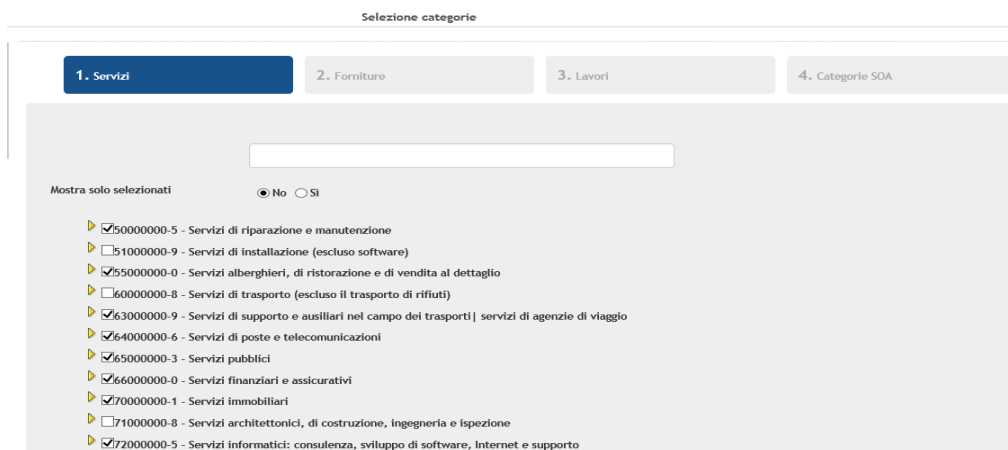 Selezione categorie
1. Servizi
2. Forniture
3. Lavori
4. Categorie SOA
Mostra solo selezionati
No Sì
50000000-5 - Servizi di riparazione e manutenzione
51000000-9 - Servizi di installazione (escluso software)
55000000-0 - Servizi alberghieri, di ristorazione e di vendita al dettaglio
60000000-8 - Servizi di trasporto (escluso il trasporto di rifiuti)
63000000-9 - Servizi di supporto e ausiliari nel campo dei trasporti| servizi di agenzie di viaggio
64000000-6 - Servizi di poste e telecomunicazioni
65000000-3 - Servizi pubblici
66000000-0 - Servizi finanziari e assicurativi
70000000-1 - Servizi immobiliari
71000000-8 - Servizi architettonici, di costruzione, ingegneria e ispezione
72000000-5 - Servizi informatici: consulenza, sviluppo di software, Internet e supporto